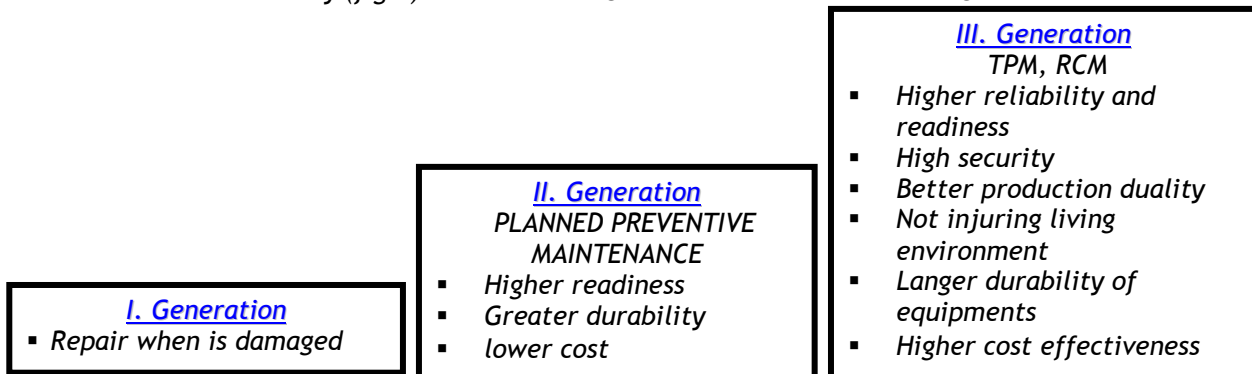 I. Generation
▪ Repair when is damaged
II. Generation
PLANNED PREVENTIVE
MAINTENANCE
▪ Higher readiness
▪ Greater durability
▪ lower cost
III. Generation
TPM, RCM
▪ Higher reliability and
readiness
▪ High security
▪ Better production duality
▪ Not injuring living
environment
▪ Langer durability of
equipments
▪ Higher cost effectiveness